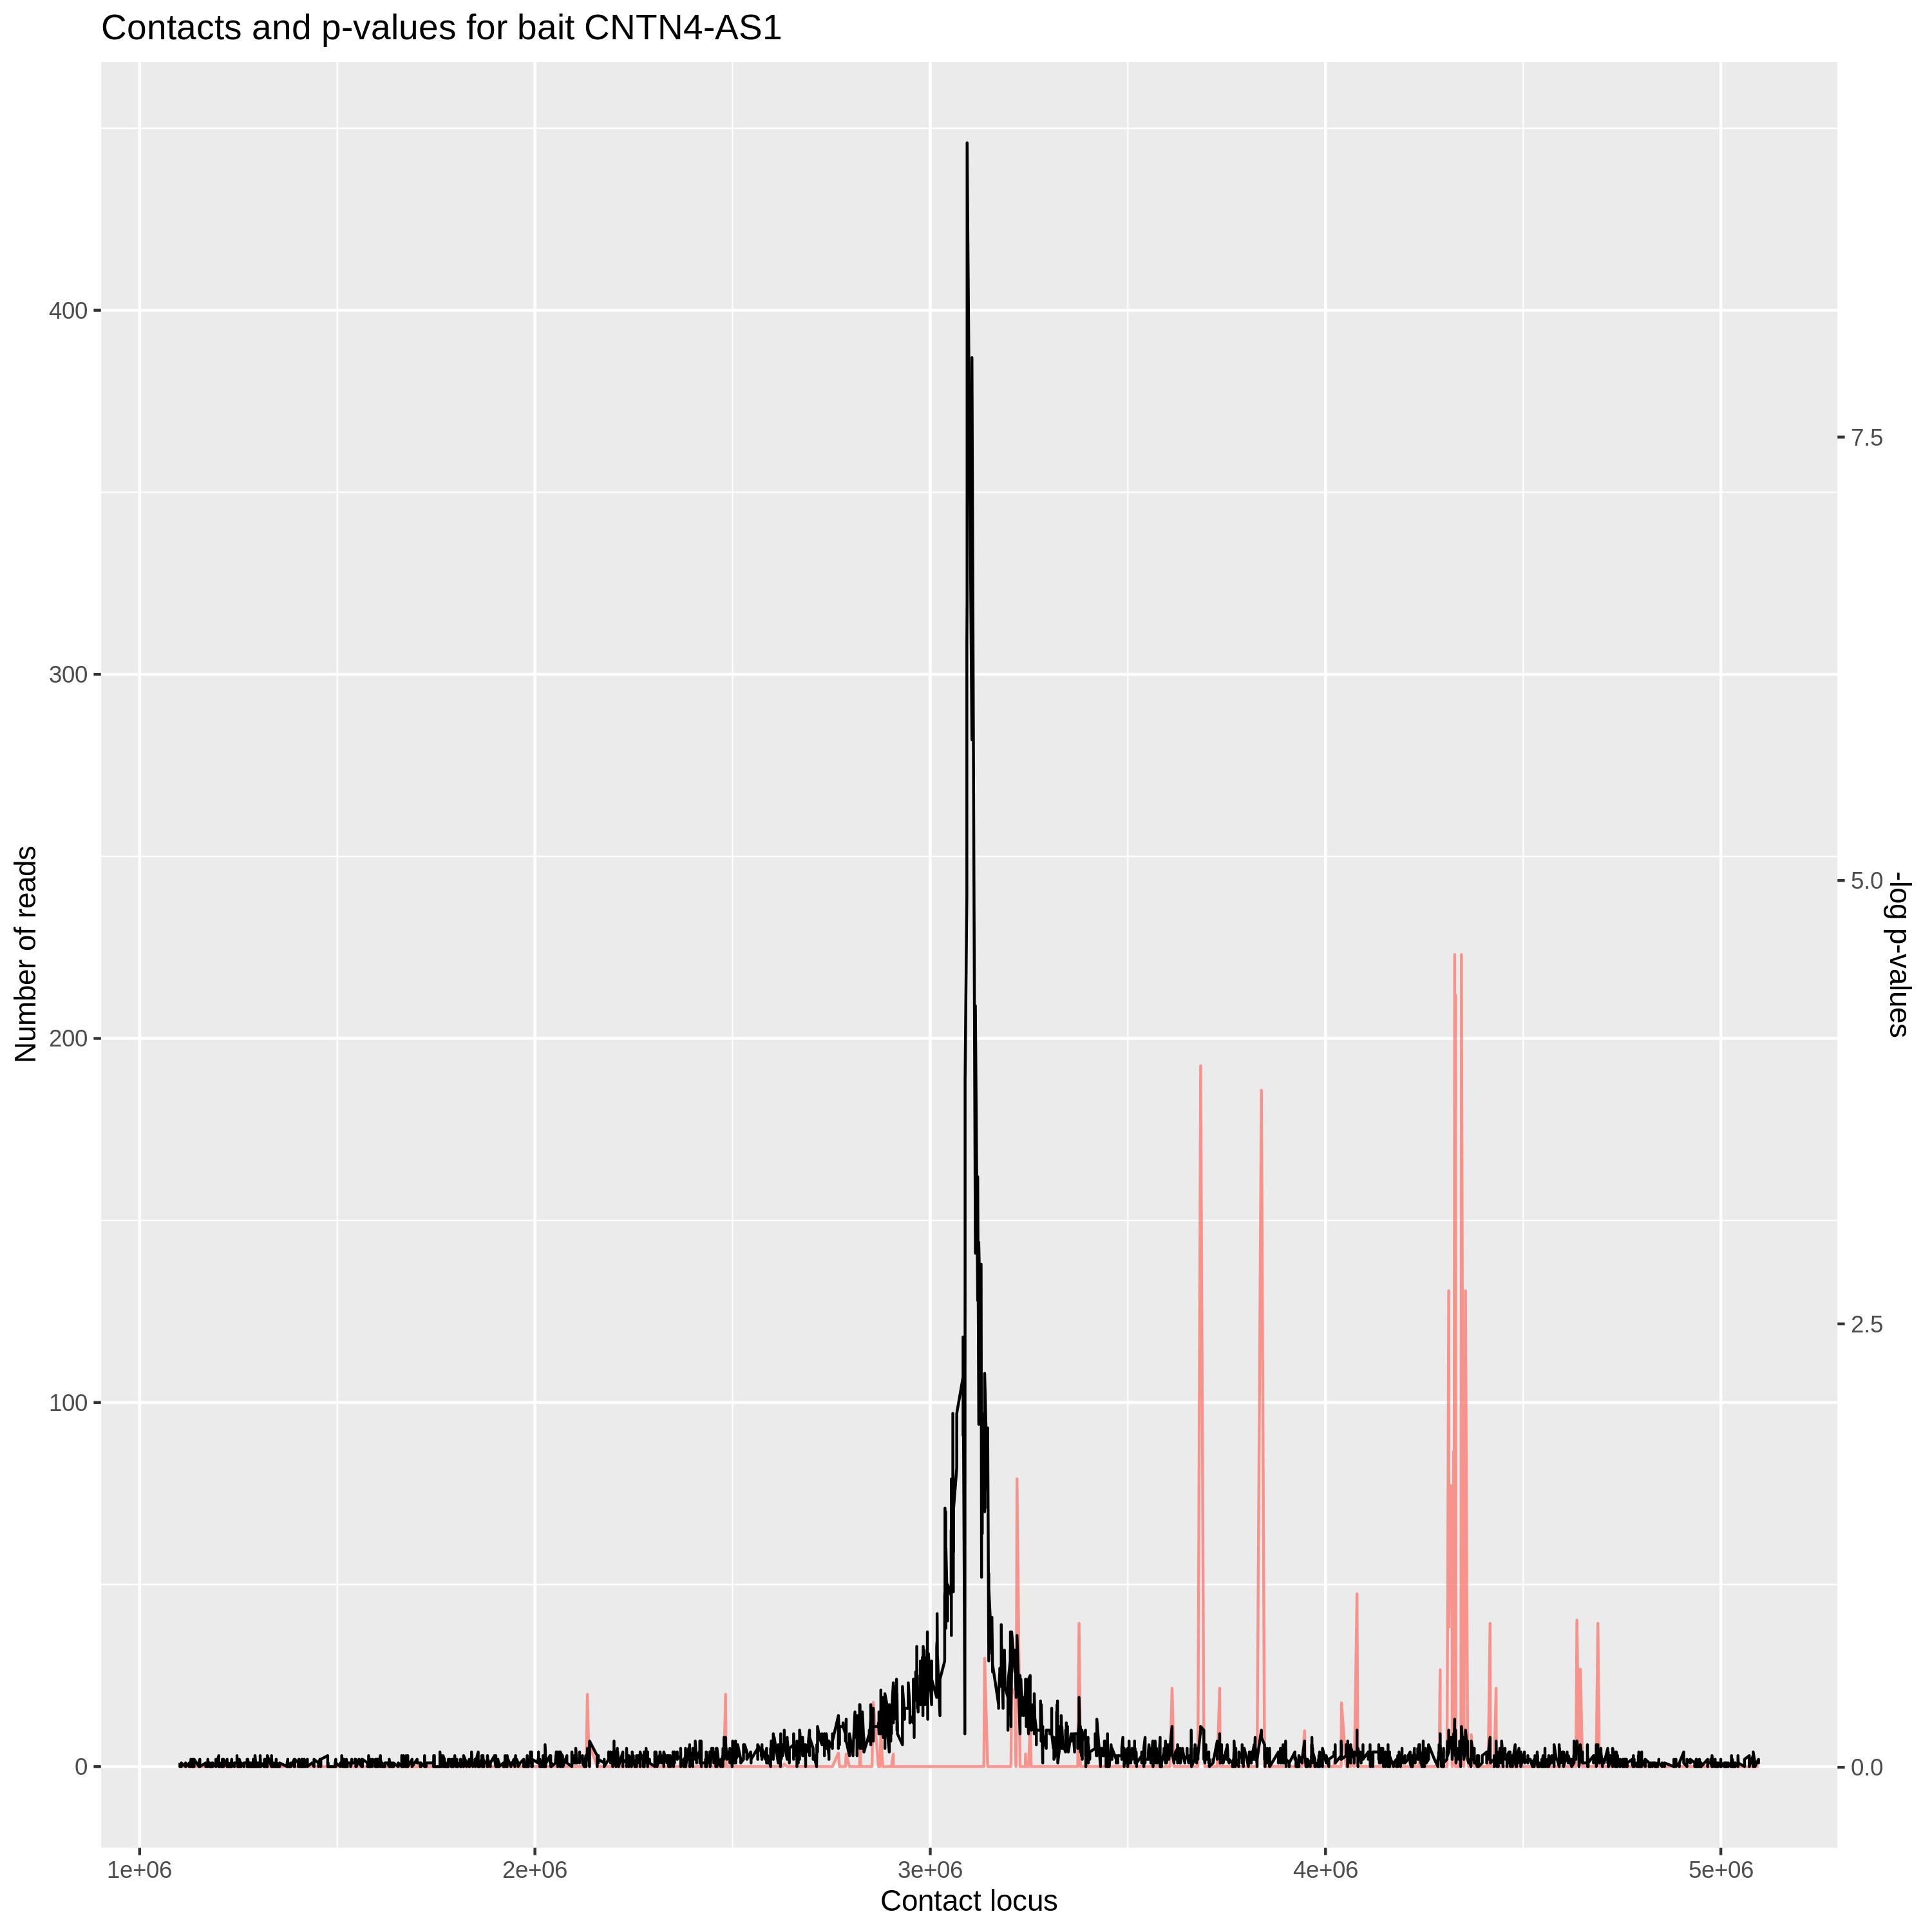 Contacts and p-values for bait CNTN4-AS1
Number of reads
400
300
200
100
0
7.5
5.0
2.5
0.0
-log p-values
1e+06
2e+06
3e+06
4e+06
5e+06
Contact locus